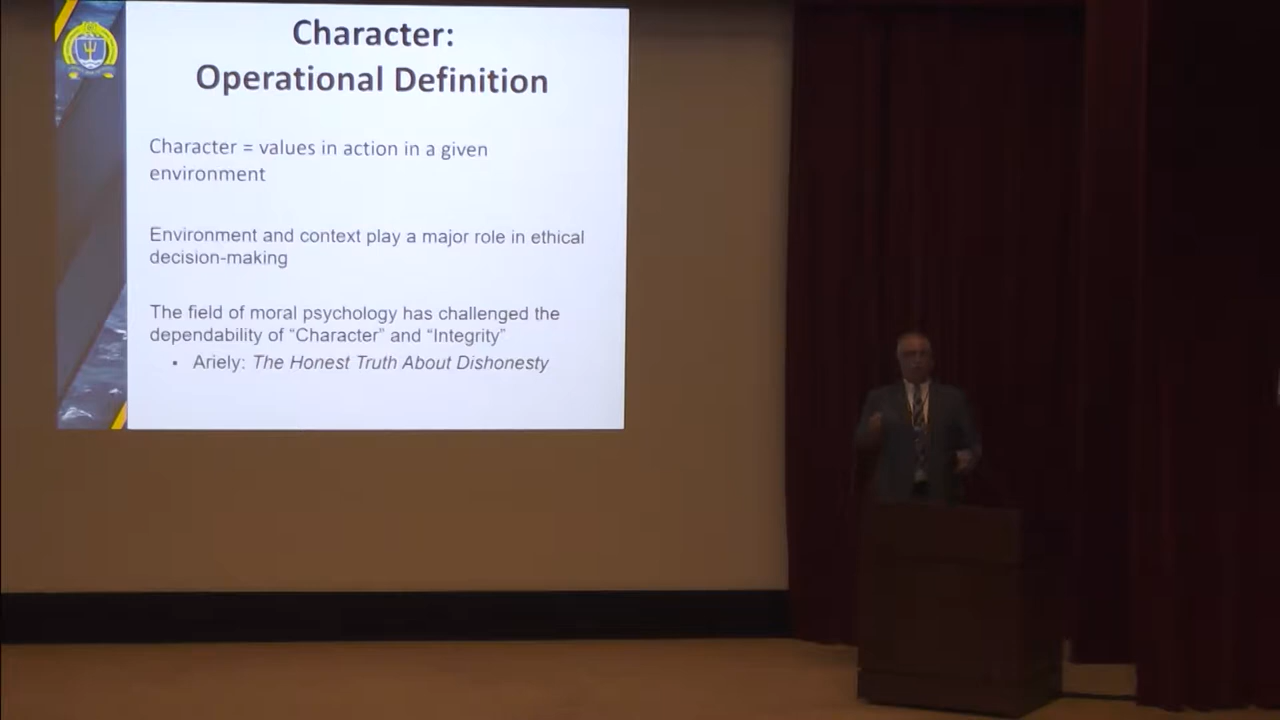 Character:
Operational Definition
Character = values in action in a given
environment
Environment and context play a major role in ethical
decision-making
The field of moral psychology has challenged the
dependability of “Character” and “Integrity”
▪ Ariely: The Honest Truth About Dishonesty